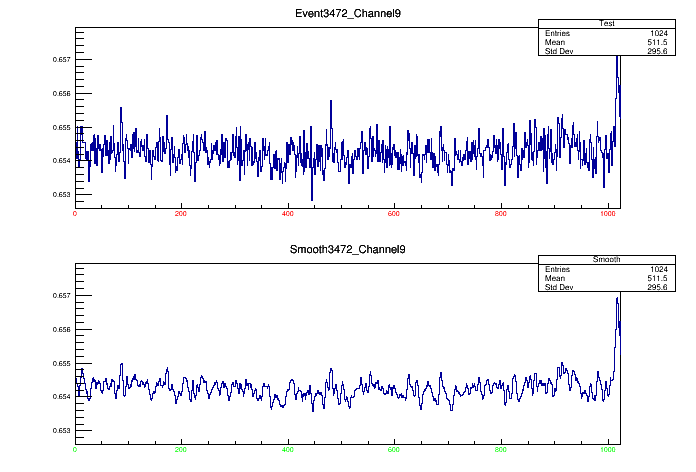 Event3472_Channel9
Test
Entries 1024
Mean 511.5
Std Dev 295.6
0.657
0.656
0.655
0.654
0.653
0 200 400 600 800 1000
Smooth3472_Channel9
Smooth
Entries 1024
Mean 511.5
Std Dev 295.6
0.657
0.656
0.655
0.654
0.653
0 200 400 600 800 1000